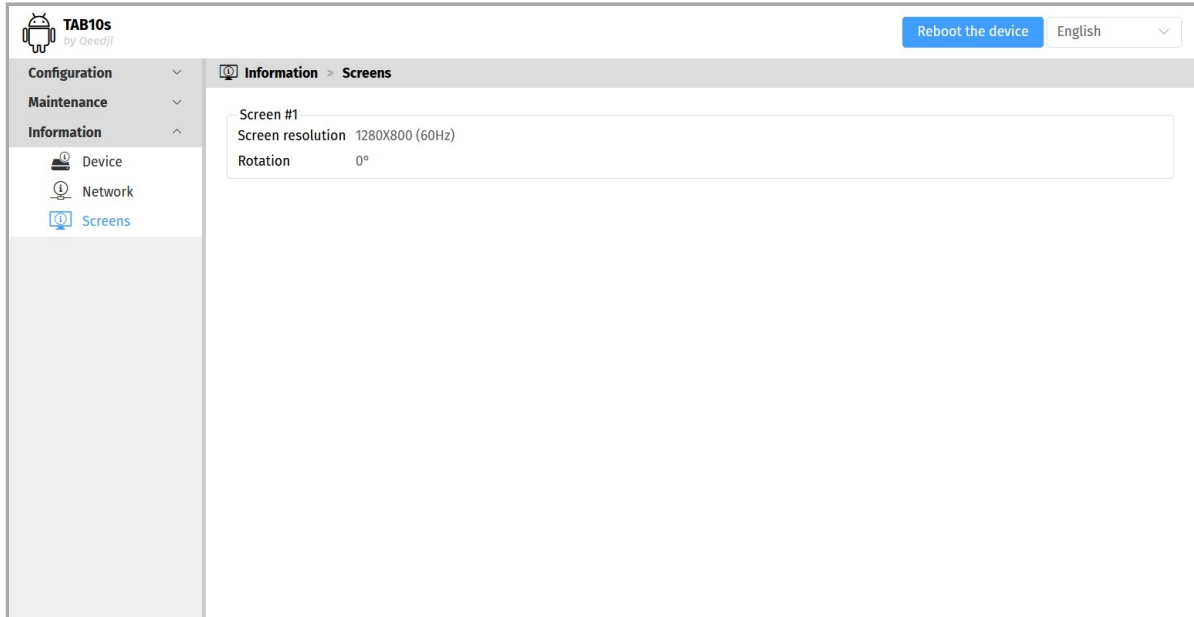 TAB10s
by Qeedji
Reboot the device
English
Configuration
Maintenance
Information
Device
Network
Screens
Information > Screens
Screen #1
Screen resolution 1280X800 (60Hz)
Rotation 0°